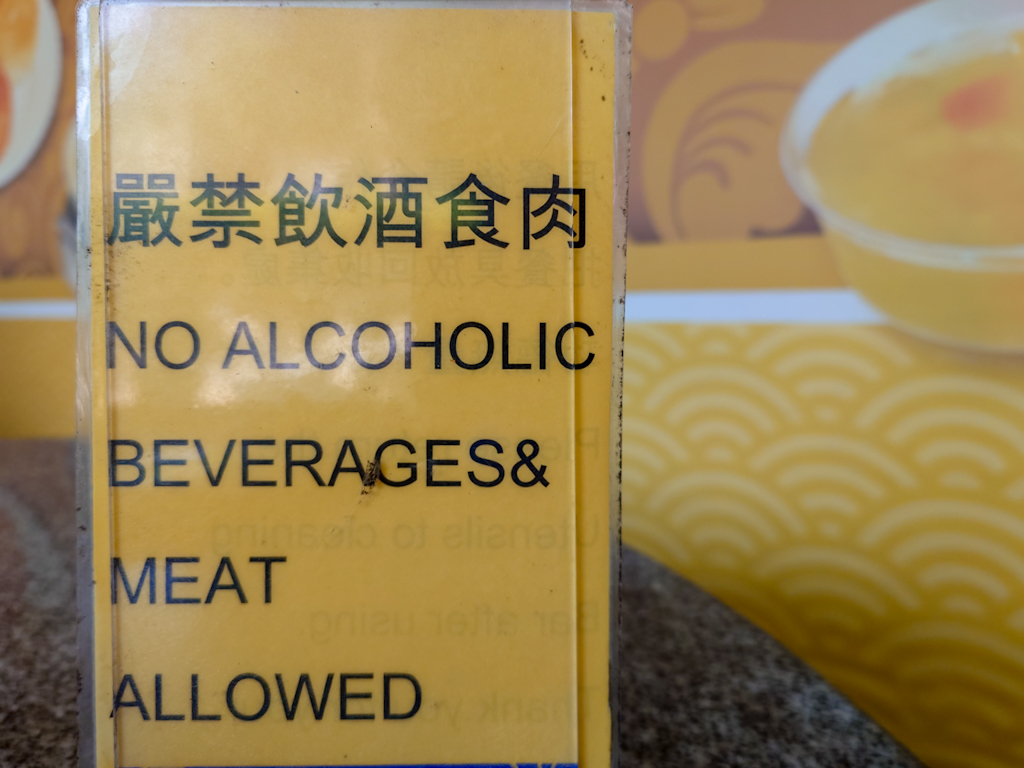 嚴禁飲酒食肉
NO ALCOHOLIC
BEVERAGES&
MEAT
ALLOWED